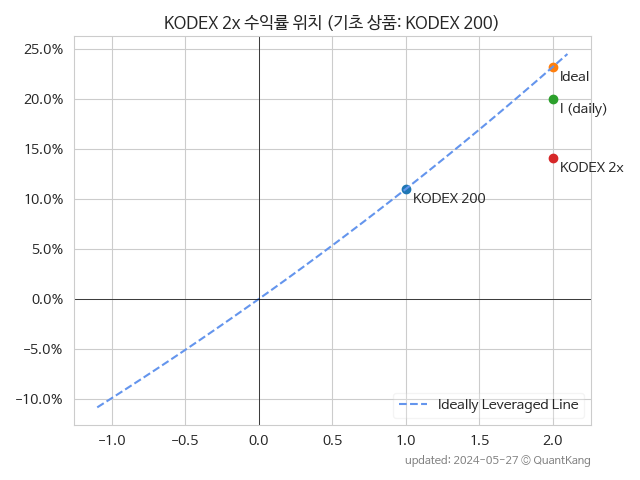 KODEX 2x 수익률 위치 (기초 상품: KODEX 200)
25.0%
20.0%
15.0%
10.0%
5.0%
0.0%
−5.0%
−10.0%
Ideal
I (daily)
KODEX 2x
KODEX 200
Ideally Leveraged Line
−1.0 −0.5 0.0 0.5 1.0 1.5 2.0
updated: 2024-05-27 © QuantKang